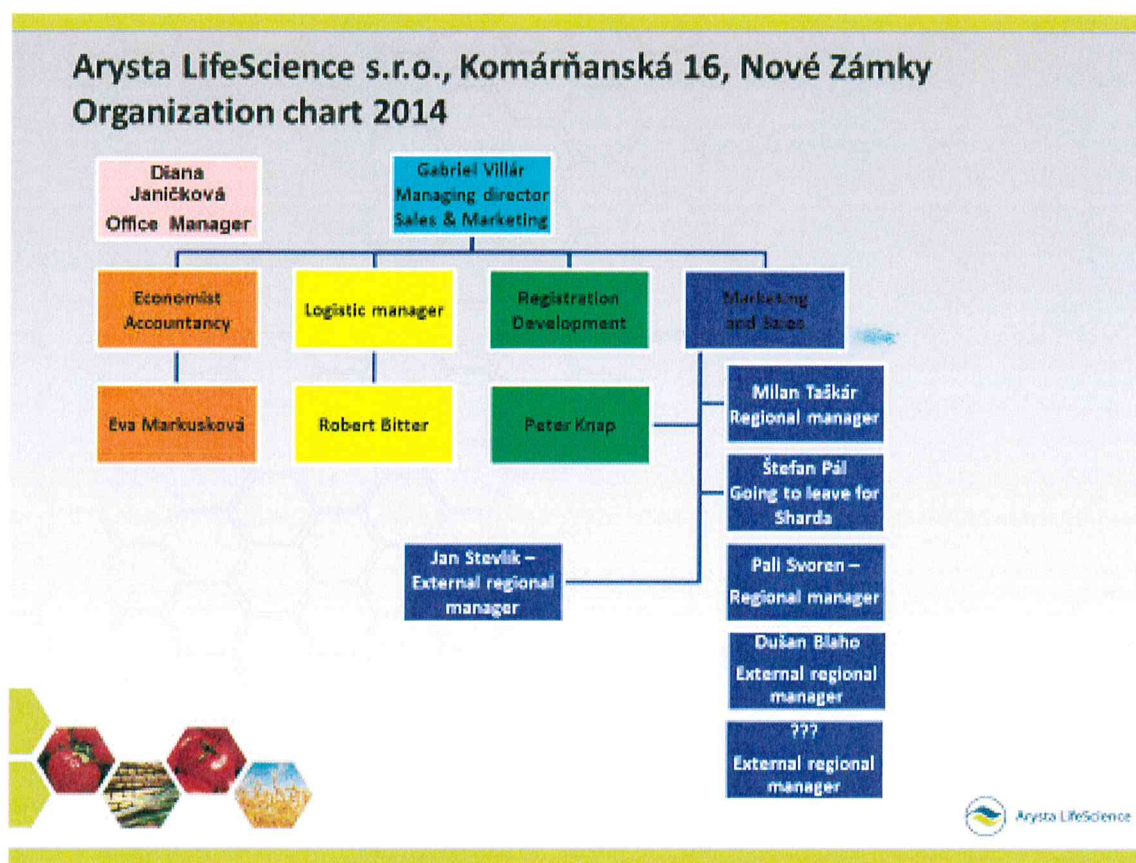 Arysta LifeScience s.r.o., Komárňanská 16, Nové Zámky
Organization chart 2014
Diana
Janičková
Office Manager
Gabriel Villár
Managing director
Sales & Marketing
Economist
Accountancy
Logistic manager
Registration
Development
Marketing
and Sales
Eva Markusková
Robert Bitter
Peter Knap
Milan Taškár
Regional manager
Štefan Pál
Going to leave for
Sharda
Jan Stevlik –
External regional
manager
Pali Svoren –
Regional manager
Dušan Blaho
External regional
manager
???
External regional
manager
Arysta LifeScience